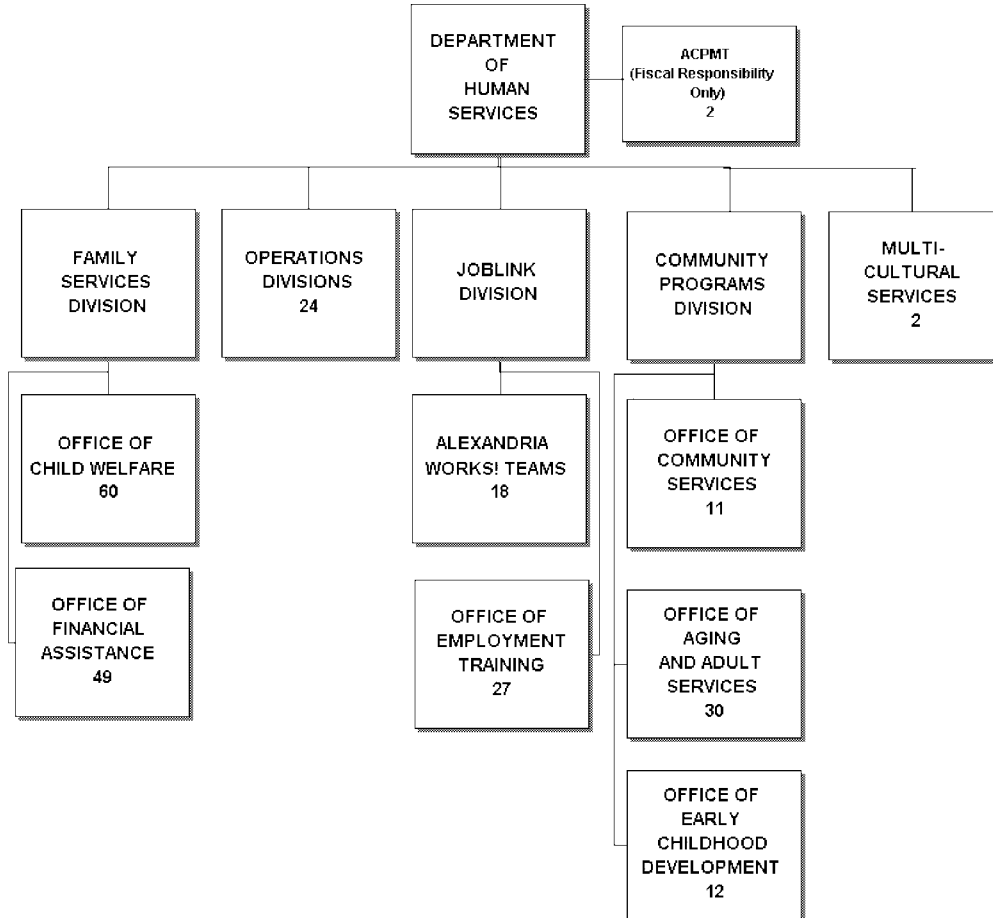 DEPARTMENT
OF
HUMAN
SERVICES
ACPMT
(Fiscal Responsibility
Only)
2
FAMILY
SERVICES
DIVISION
OPERATIONS
DIVISIONS
24
JOBLINK
DIVISION
COMMUNITY
PROGRAMS
DIVISION
MULTI-
CULTURAL
SERVICES
2
OFFICE OF
CHILD WELFARE
60
ALEXANDRIA
WORKS! TEAMS
18
OFFICE OF
COMMUNITY
SERVICES
11
OFFICE OF
FINANCIAL
ASSISTANCE
49
OFFICE OF
EMPLOYMENT
TRAINING
27
OFFICE OF
AGING
AND ADULT
SERVICES
30
OFFICE OF
EARLY
CHILDHOOD
DEVELOPMENT
12